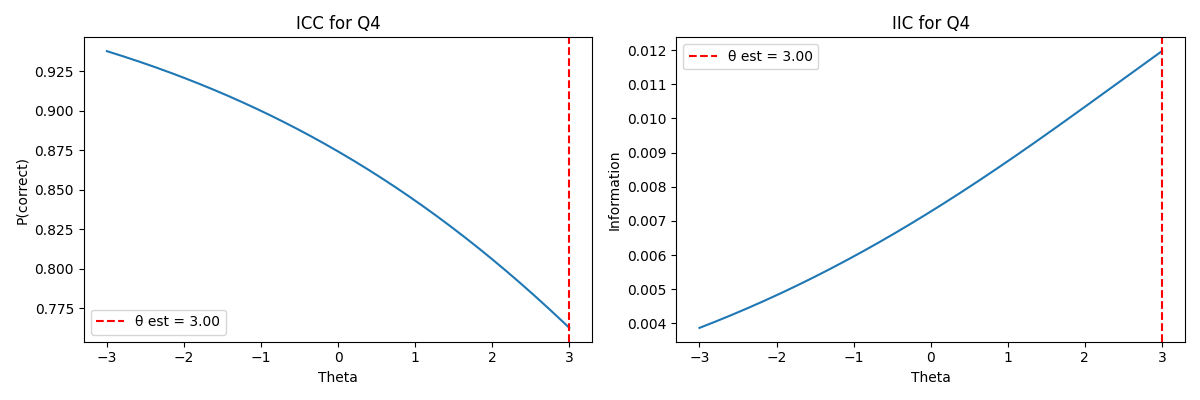 ICC for Q4
P(correct)
0.925
0.900
0.875
0.850
0.825
0.800
0.775
θ est = 3.00
−3 −2 −1 0 1 2 3
Theta
IIC for Q4
Information
θ est = 3.00
0.012
0.011
0.010
0.009
0.008
0.007
0.006
0.005
0.004
−3 −2 −1 0 1 2 3
Theta